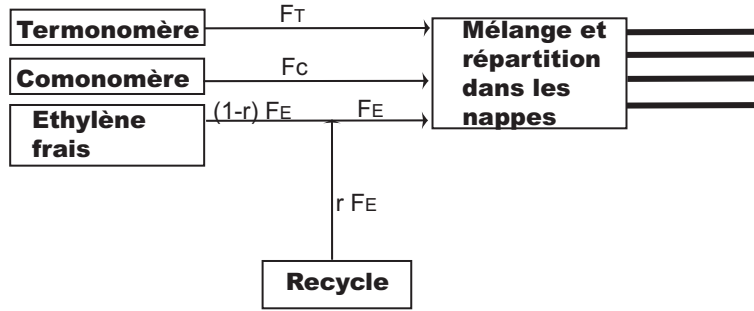 Termonomère
FT
Comonomère
FC
Ethylène
frais
(1-r) FE
FE
Mélange et
répartition
dans les
nappes
r FE
Recycle